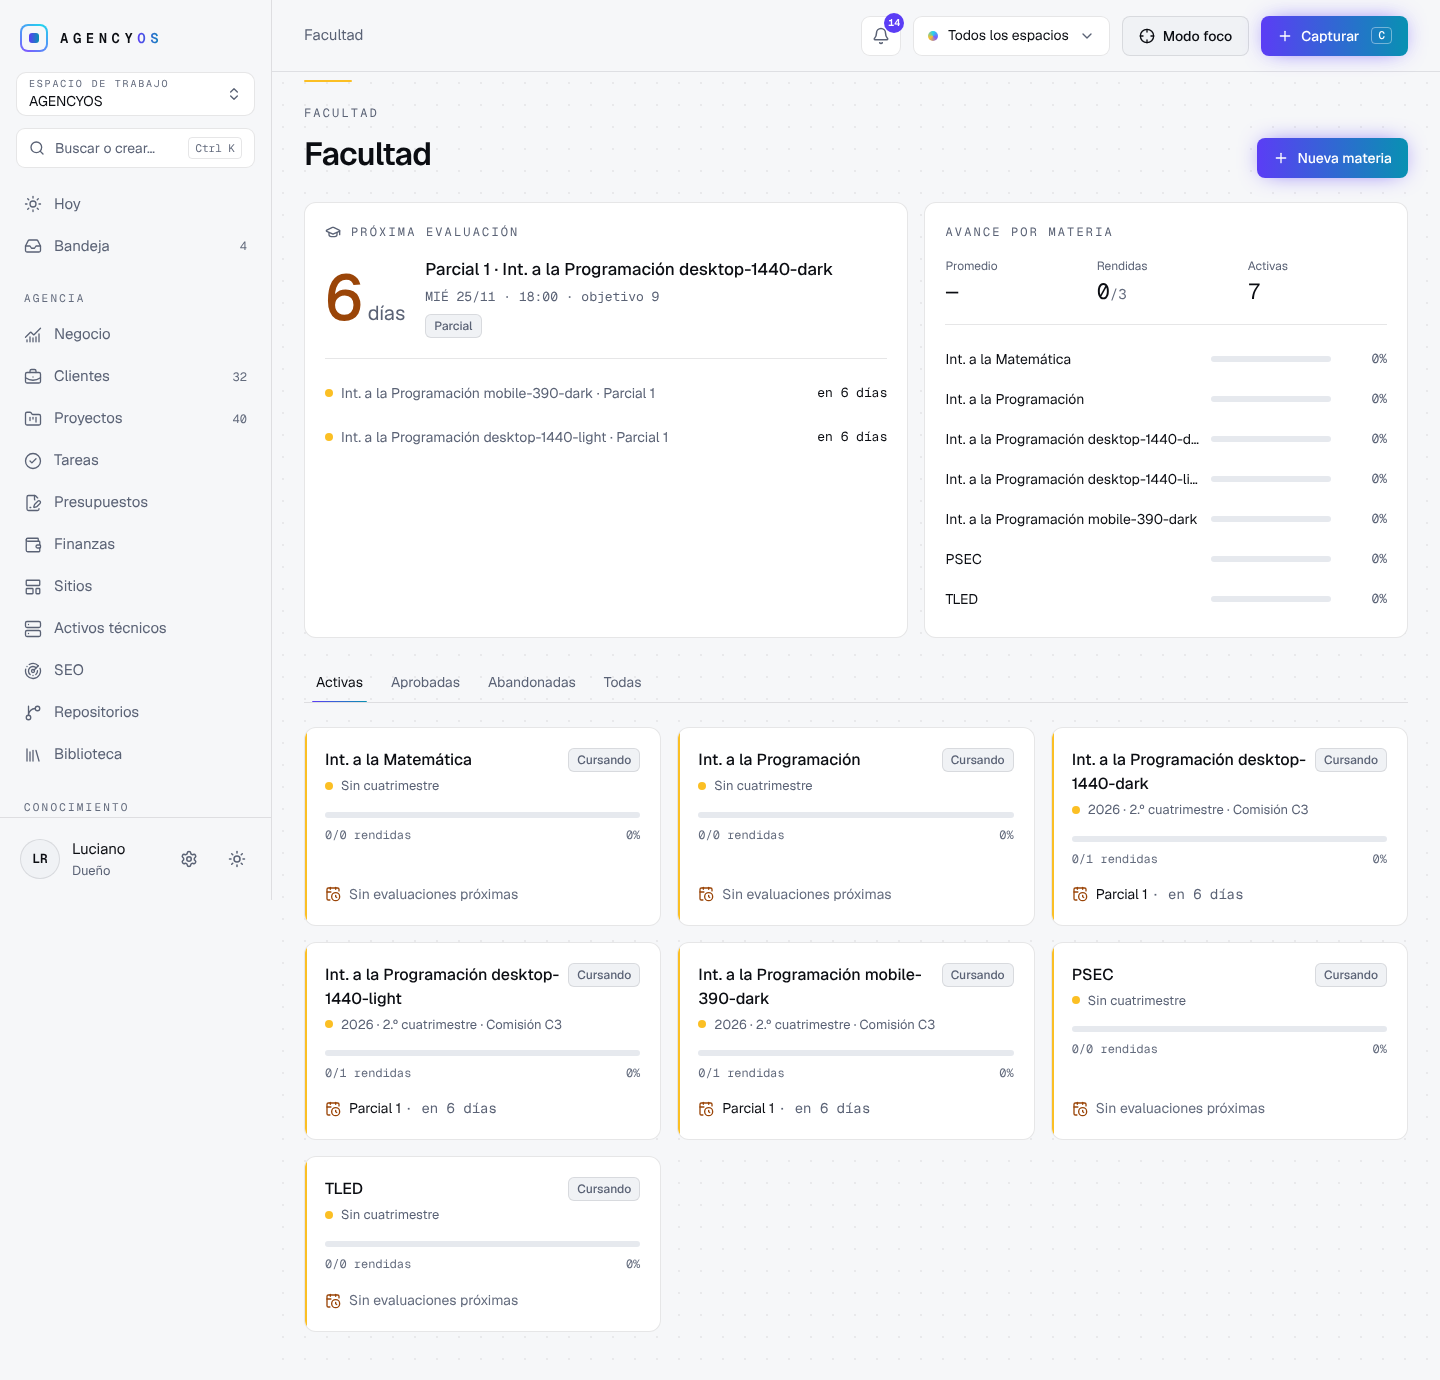 AGENCYOS
ESPACIO DE TRABAJO
AGENCYOS
Buscar o crear...
Ctrl K
Hoy
Bandeja
4
AGENCIA
Negocio
Clientes
32
Proyectos
40
Tareas
Presupuestos
Finanzas
Sitios
Activos técnicos
SEO
Repositorios
Biblioteca
CONOCIMIENTO
LR
Luciano
Dueño
Facultad
14
Todos los espacios
Modo foco
Capturar
C
FACULTAD
Facultad
Nueva materia
PRÓXIMA EVALUACIÓN
6 días
Parcial 1 · Int. a la Programación desktop-1440-dark
MIÉ 25/11 · 18:00 · objetivo 9
Parcial
Int. a la Programación mobile-390-dark · Parcial 1
en 6 días
Int. a la Programación desktop-1440-light · Parcial 1
en 6 días
AVANCE POR MATERIA
Promedio
–
Rendidas
0/3
Activas
7
Int. a la Matemática
0%
Int. a la Programación
0%
Int. a la Programación desktop-1440-d...
0%
Int. a la Programación desktop-1440-li...
0%
Int. a la Programación mobile-390-dark
0%
PSEC
0%
TLED
0%
Activas
Aprobadas
Abandonadas
Todas
Int. a la Matemática
Cursando
Sin cuatrimestre
0/0 rendidas
0%
Sin evaluaciones próximas
Int. a la Programación
Cursando
Sin cuatrimestre
0/0 rendidas
0%
Sin evaluaciones próximas
Int. a la Programación desktop-
1440-dark
Cursando
2026 · 2.º cuatrimestre · Comisión C3
0/1 rendidas
0%
Parcial 1 · en 6 días
Int. a la Programación desktop-
1440-light
Cursando
2026 · 2.º cuatrimestre · Comisión C3
0/1 rendidas
0%
Parcial 1 · en 6 días
Int. a la Programación mobile-
390-dark
Cursando
2026 · 2.º cuatrimestre · Comisión C3
0/1 rendidas
0%
Parcial 1 · en 6 días
PSEC
Cursando
Sin cuatrimestre
0/0 rendidas
0%
Sin evaluaciones próximas
TLED
Cursando
Sin cuatrimestre
0/0 rendidas
0%
Sin evaluaciones próximas